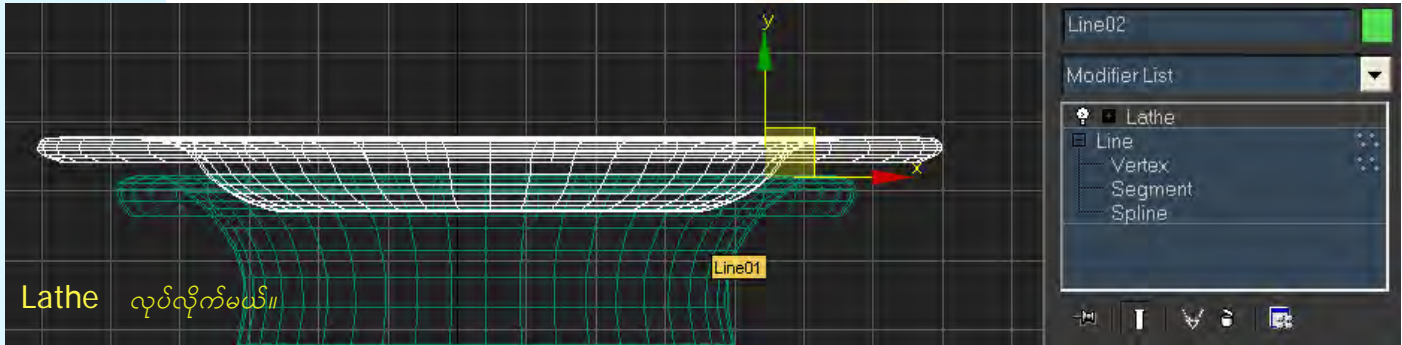 Line02
Modifier List
Lathe
Line
Vertex
Segment
Spline
y
x
Line01
Lathe လုပ်လိုက်မယ်။